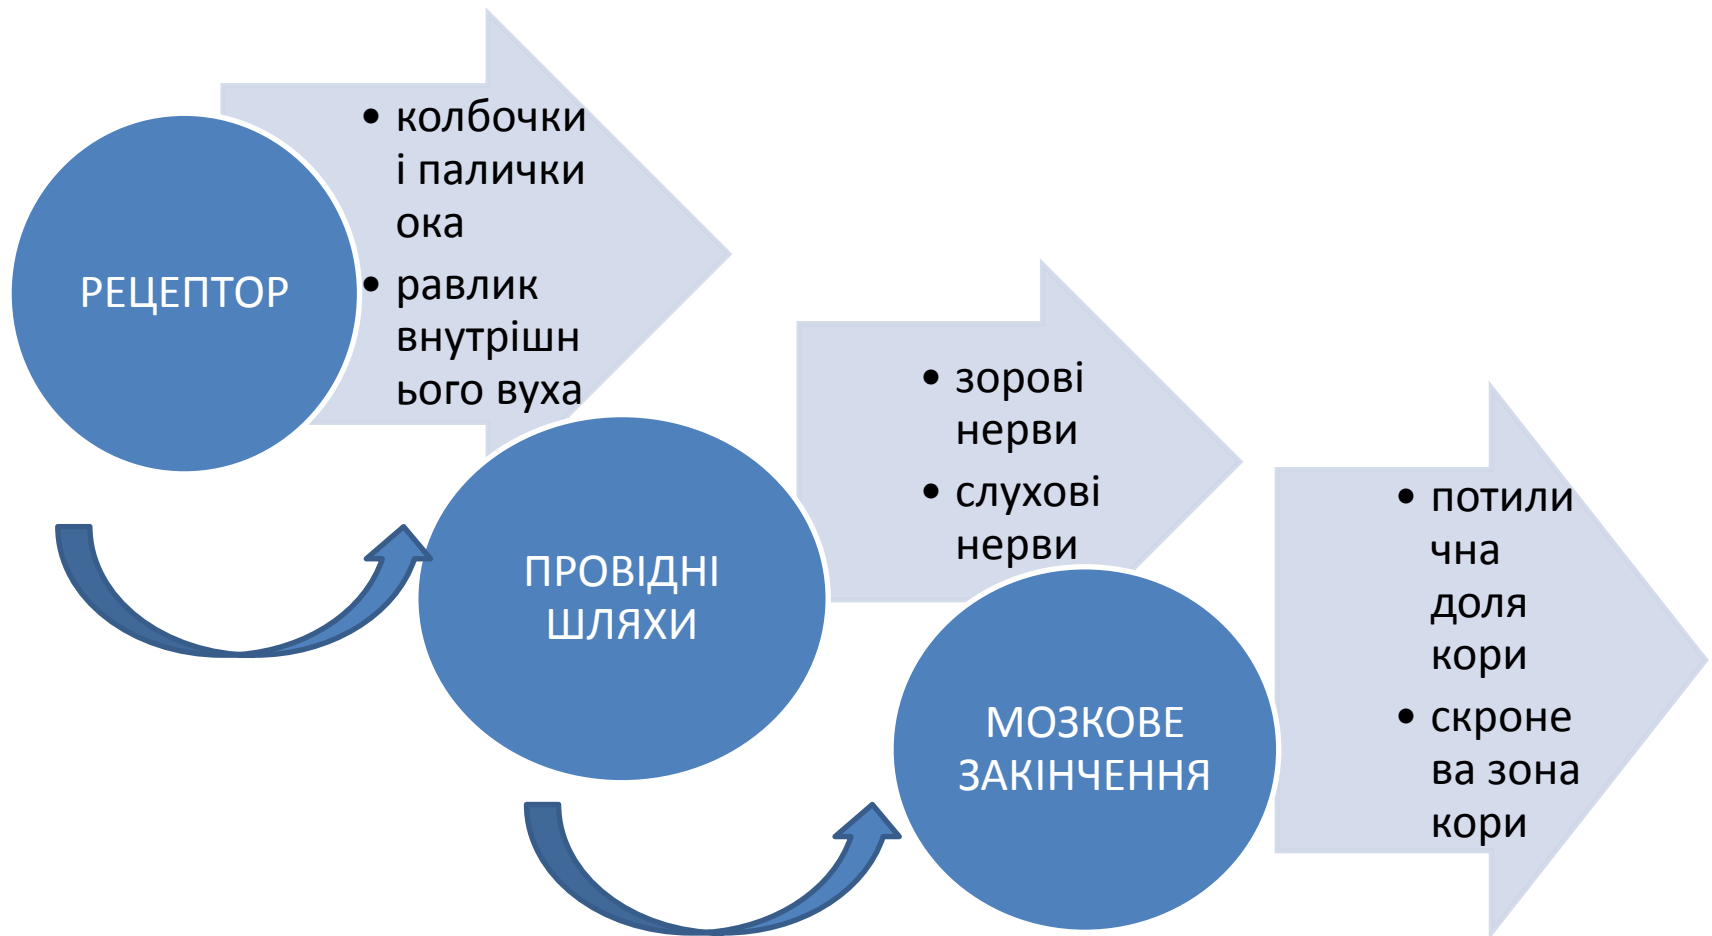 РЕЦЕПТОР
• колбочки
і палички
ока
• равлик
внутрішн
ього вуха
ПРОВІДНІ
ШЛЯХИ
• зорові
нерви
• слухові
нерви
МОЗКОВЕ
ЗАКІНЧЕННЯ
• потили
чна
доля
кори
• скроне
ва зона
кори